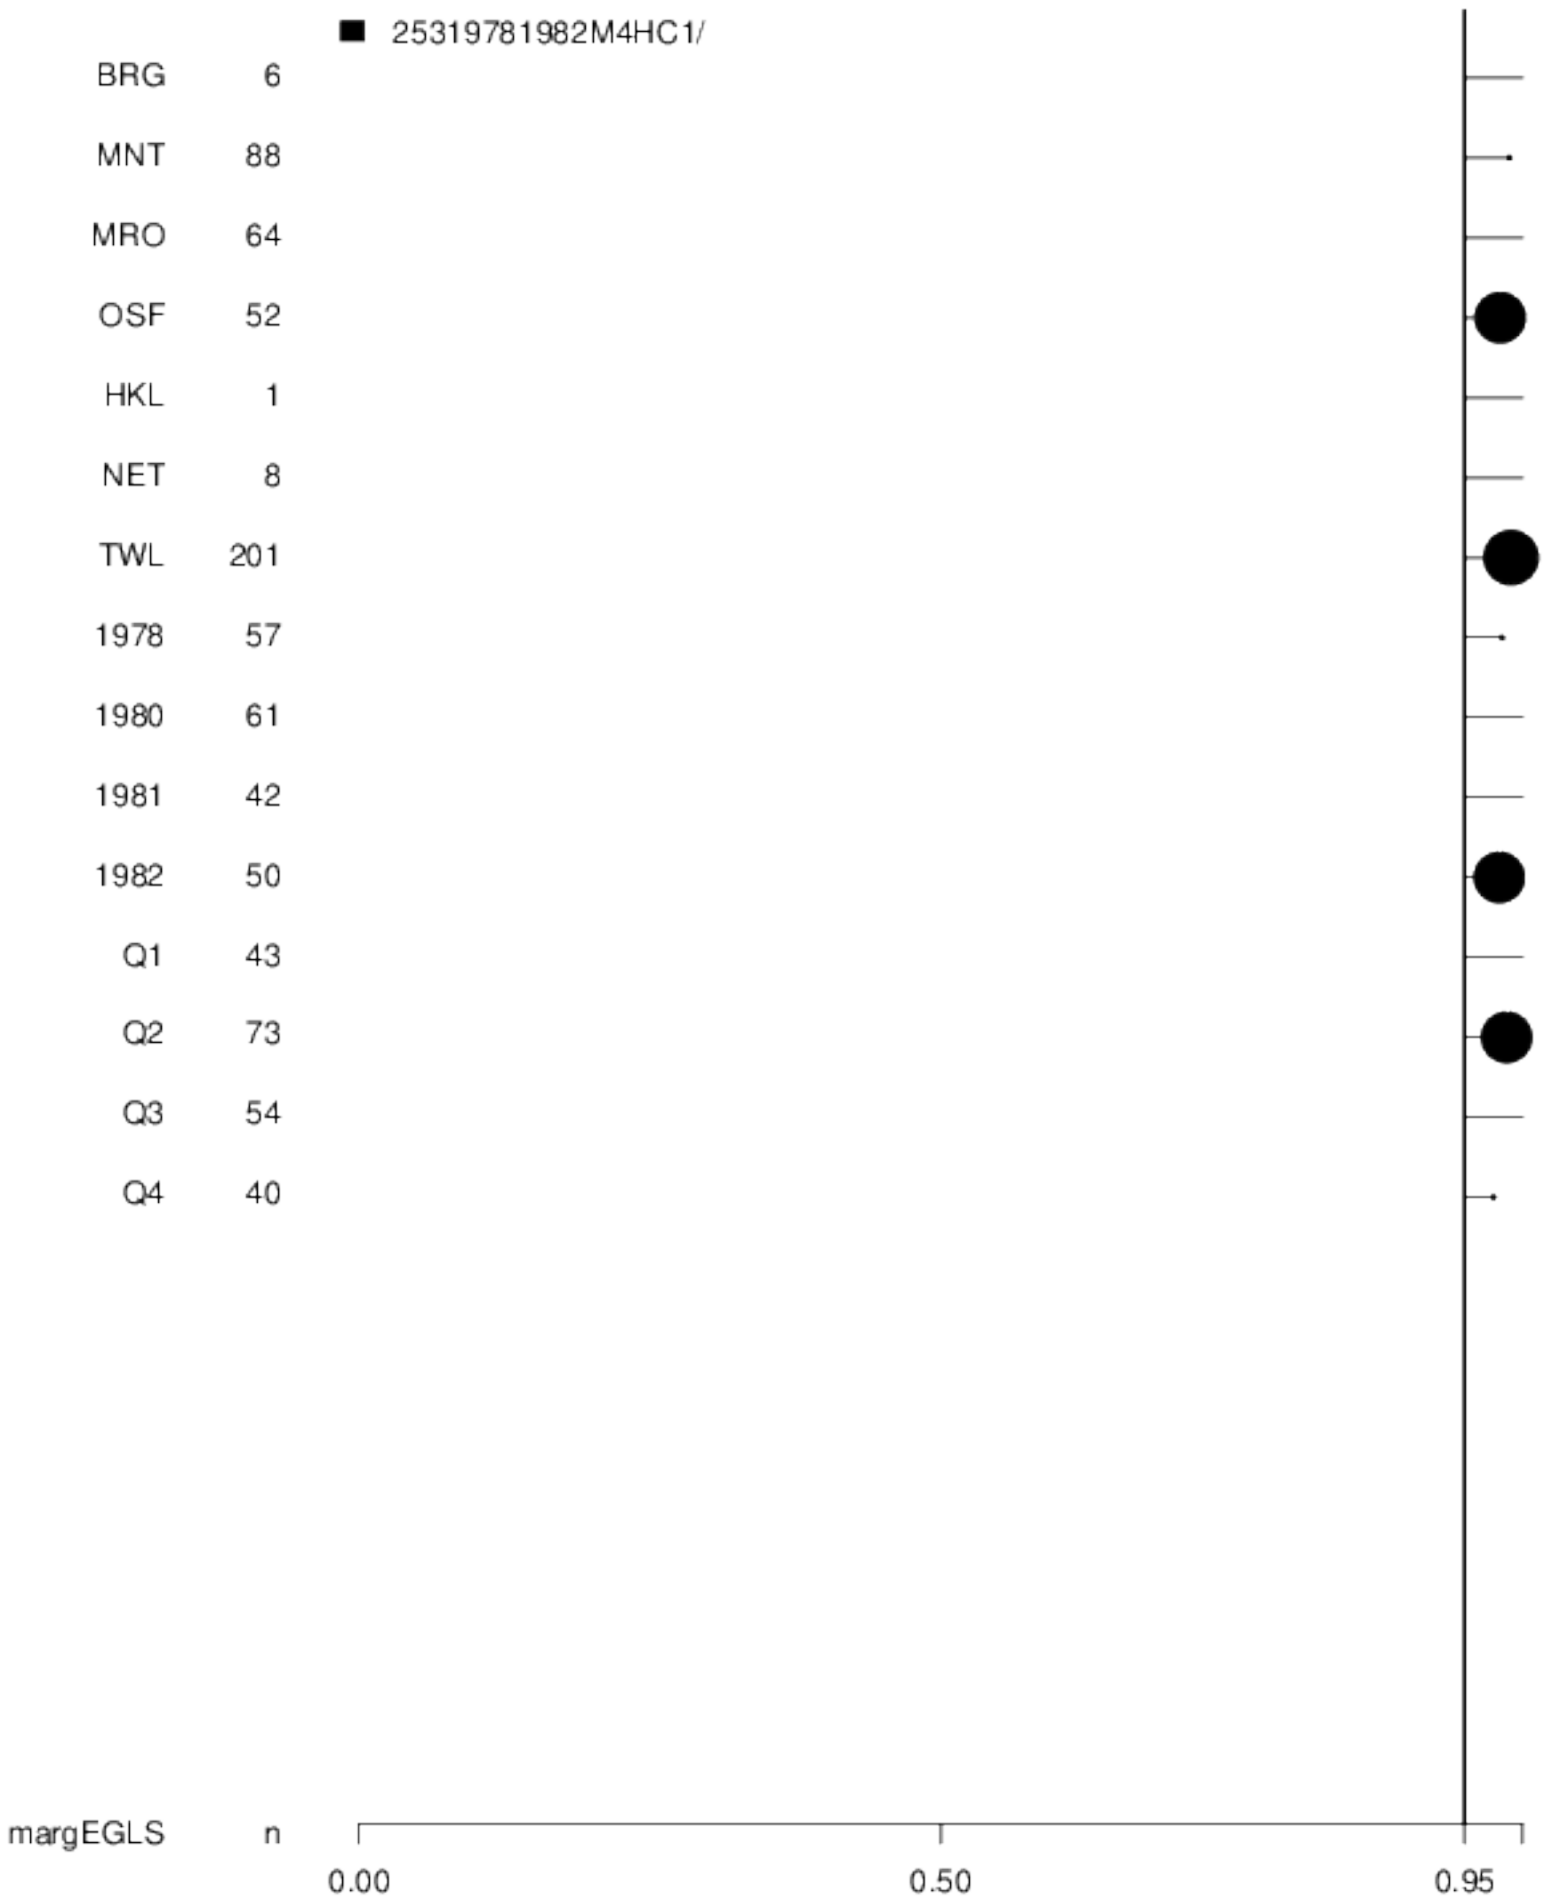 25319781982M4HC1/
BRG 6
MNT 88
MRO 64
OSF 52
HKL 1
NET 8
TWL 201
1978 57
1980 61
1981 42
1982 50
Q1 43
Q2 73
Q3 54
Q4 40
margEGLS n
0.00 0.50 0.95